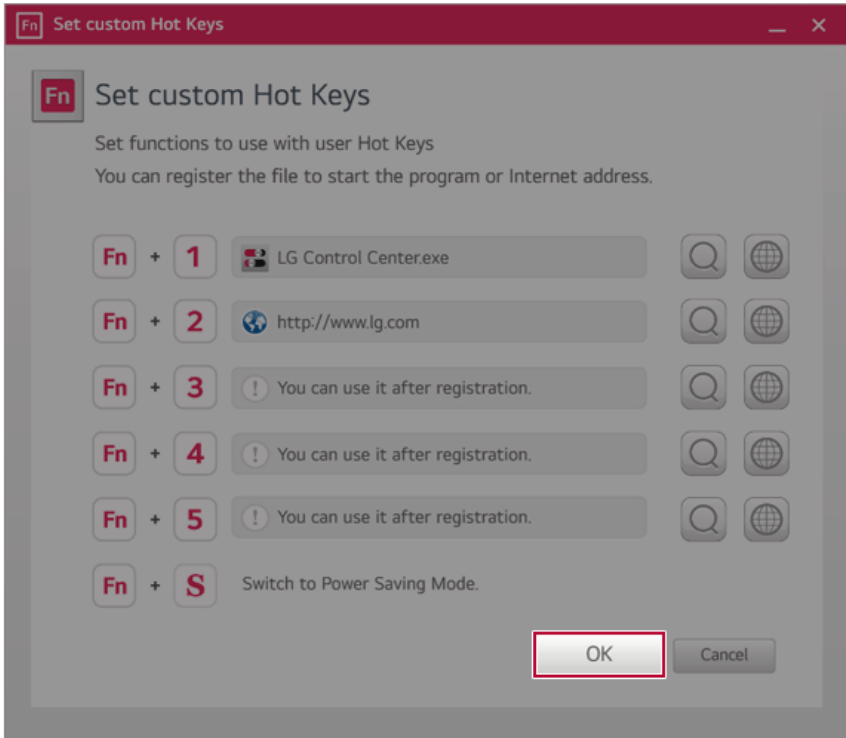 Fn Set custom Hot Keys
Fn Set custom Hot Keys
Set functions to use with user Hot Keys
You can register the file to start the program or Internet address.
Fn + 1 LG Control Center.exe
Fn + 2 http://www.lg.com
Fn + 3 ! You can use it after registration.
Fn + 4 ! You can use it after registration.
Fn + 5 ! You can use it after registration.
Fn + S Switch to Power Saving Mode.
OK Cancel